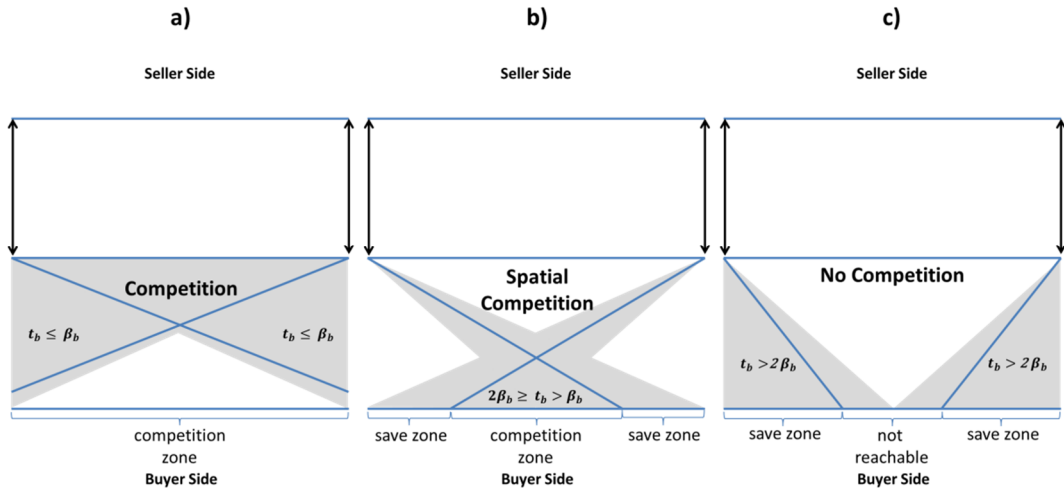 a)
Seller Side
Competition
t_b ≤ β_b
t_b ≤ β_b
competition
zone
Buyer Side
b)
Seller Side
Spatial
Competition
2β_b ≥ t_b > β_b
save zone
competition
zone
save zone
Buyer Side
c)
Seller Side
No Competition
t_b >2β_b
t_b >2β_b
save zone
not
reachable
save zone
Buyer Side